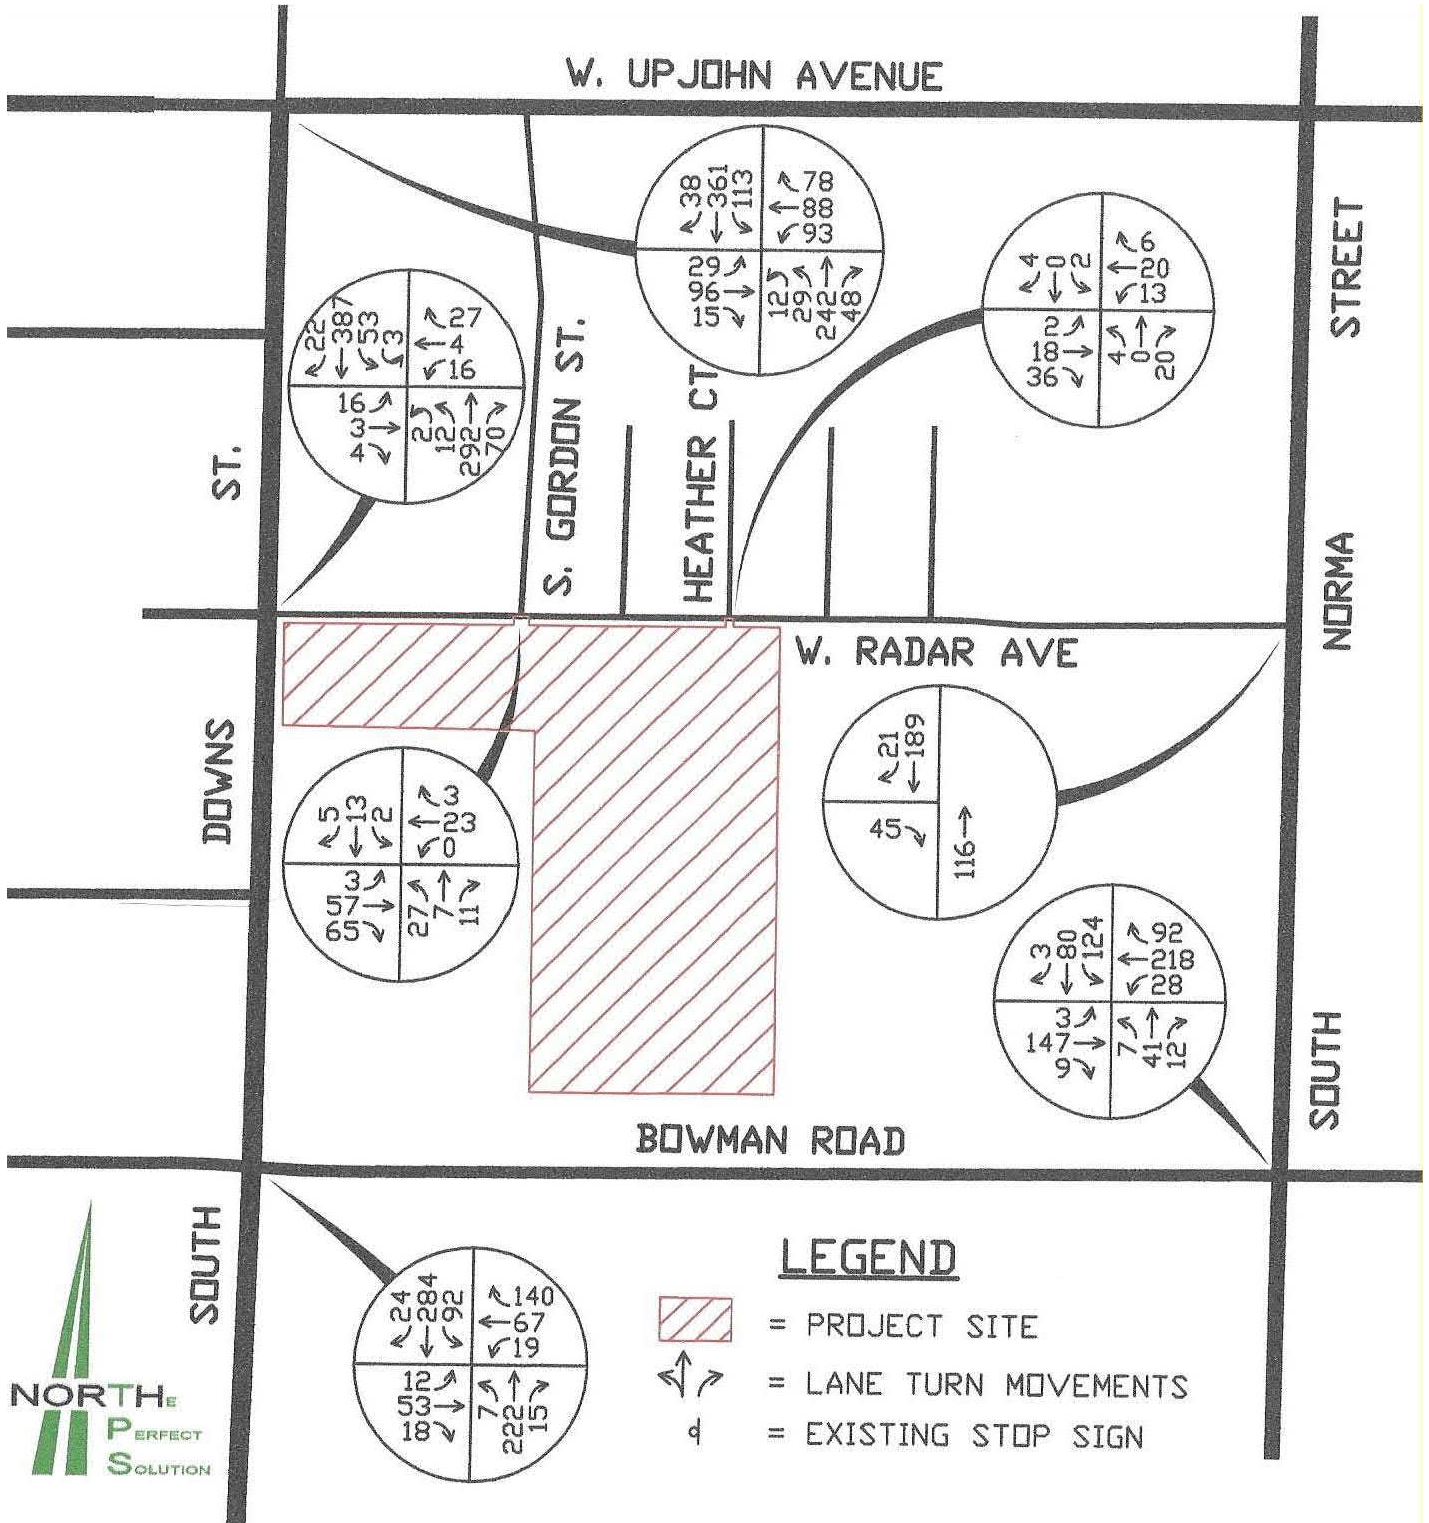 W. UPJOHN AVENUE
38 361 113
78
88
93
29
96
15
12 29 242 48
4 0 2
6
20
13
2
18
36
4 0 20
STREET
22 387 53 3
27
4
16
16
3
4
2 12 292 70
ST.
S. GORDON ST.
HEATHER CT
NORMA
W. RADAR AVE
DOWNS
5 13 2
3
23
0
3
57
65
27 7 11
21 189
45
116
3 80 124
92
218
28
3
147
9
7 41 12
SOUTH
BOWMAN ROAD
SOUTH
24 284 92
140
67
19
12
53
18
7 222 15
LEGEND
= PROJECT SITE
= LANE TURN MOVEMENTS
= EXISTING STOP SIGN
NORTHE
PERFECT
SOLUTION